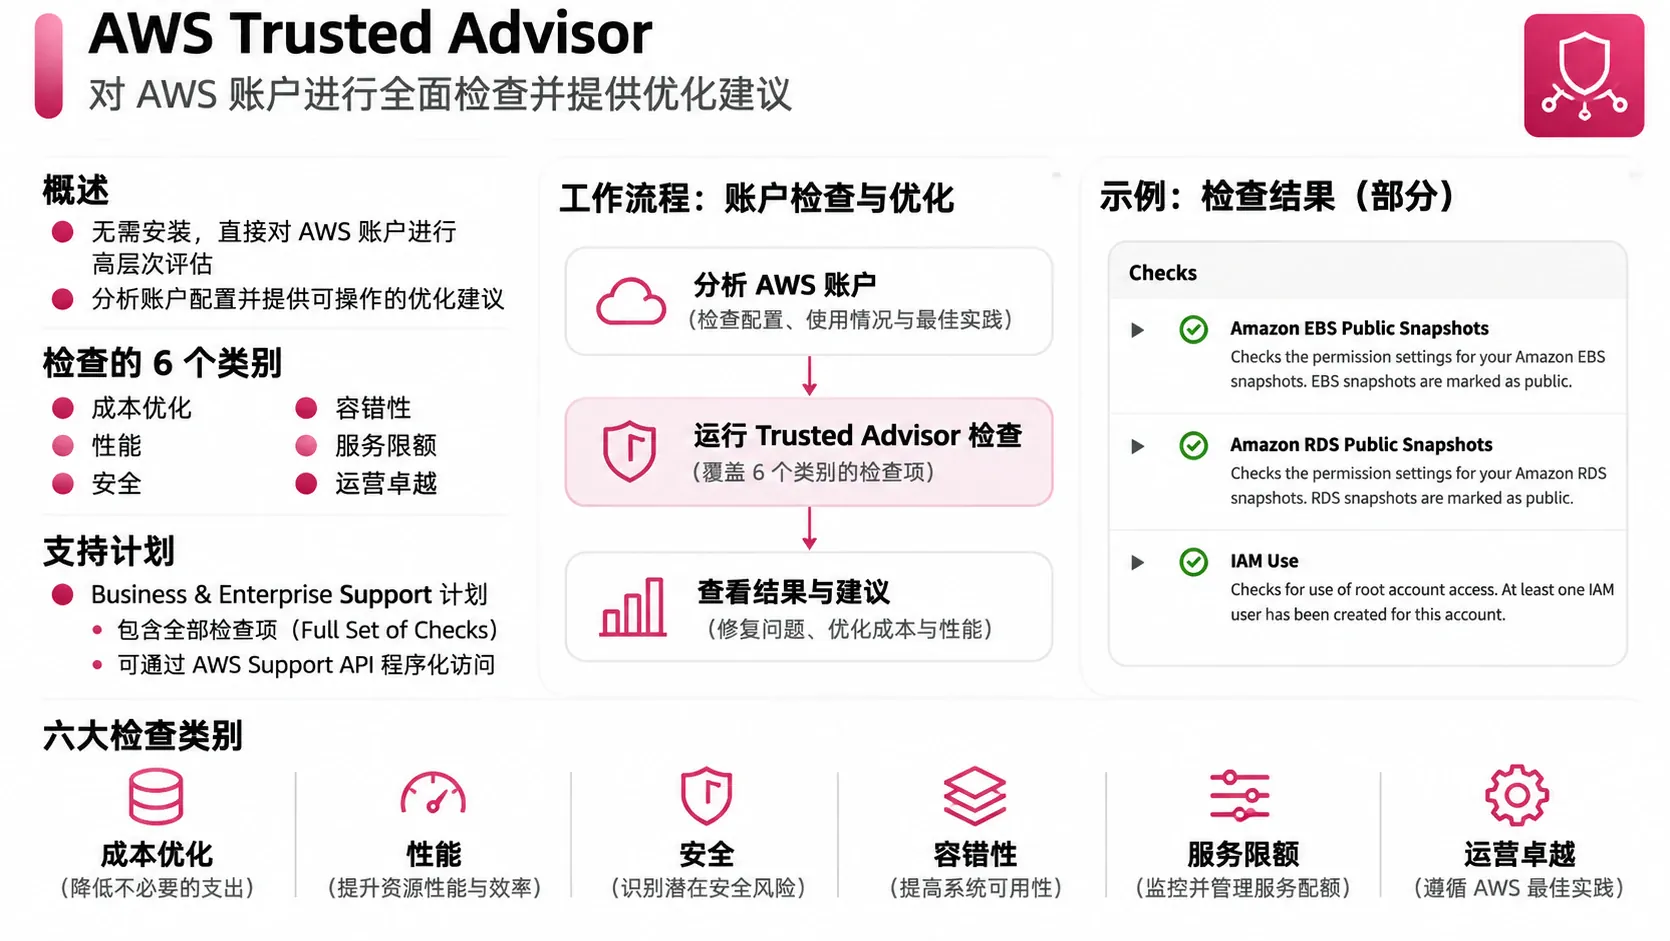 AWS Trusted Advisor
对 AWS 账户进行全面检查并提供优化建议
概述
无需安装，直接对 AWS 账户进行
高层次评估
分析账户配置并提供可操作的优化建议
检查的 6 个类别
成本优化
容错性
性能
服务限额
安全
运营卓越
支持计划
Business & Enterprise Support 计划
包含全部检查项（Full Set of Checks）
可通过 AWS Support API 程序化访问
工作流程：账户检查与优化
分析 AWS 账户
（检查配置、使用情况与最佳实践）
运行 Trusted Advisor 检查
（覆盖 6 个类别的检查项）
查看结果与建议
（修复问题、优化成本与性能）
示例：检查结果（部分）
Checks
Amazon EBS Public Snapshots
Checks the permission settings for your Amazon EBS
snapshots. EBS snapshots are marked as public.
Amazon RDS Public Snapshots
Checks the permission settings for your Amazon RDS
snapshots. RDS snapshots are marked as public.
IAM Use
Checks for use of root account access. At least one IAM
user has been created for this account.
六大检查类别
成本优化
（降低不必要的支出）
性能
（提升资源性能与效率）
安全
（识别潜在安全风险）
容错性
（提高系统可用性）
服务限额
（监控并管理服务配额）
运营卓越
（遵循 AWS 最佳实践）